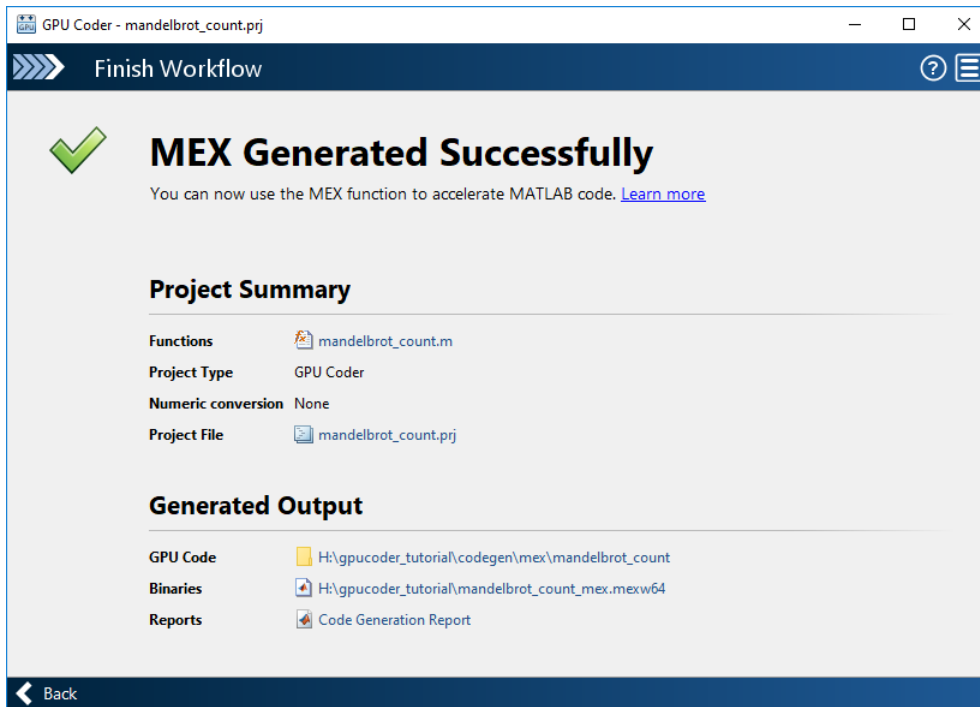 GPU Coder - mandelbrot_count.prj
Finish Workflow
MEX Generated Successfully
You can now use the MEX function to accelerate MATLAB code. Learn more
Project Summary
Functions mandelbrot_count.m
Project Type GPU Coder
Numeric conversion None
Project File mandelbrot_count.prj
Generated Output
GPU Code H:\gpucoder_tutorial\codegen\mex\mandelbrot_count
Binaries H:\gpucoder_tutorial\mandelbrot_count_mex.mexw64
Reports Code Generation Report
Back